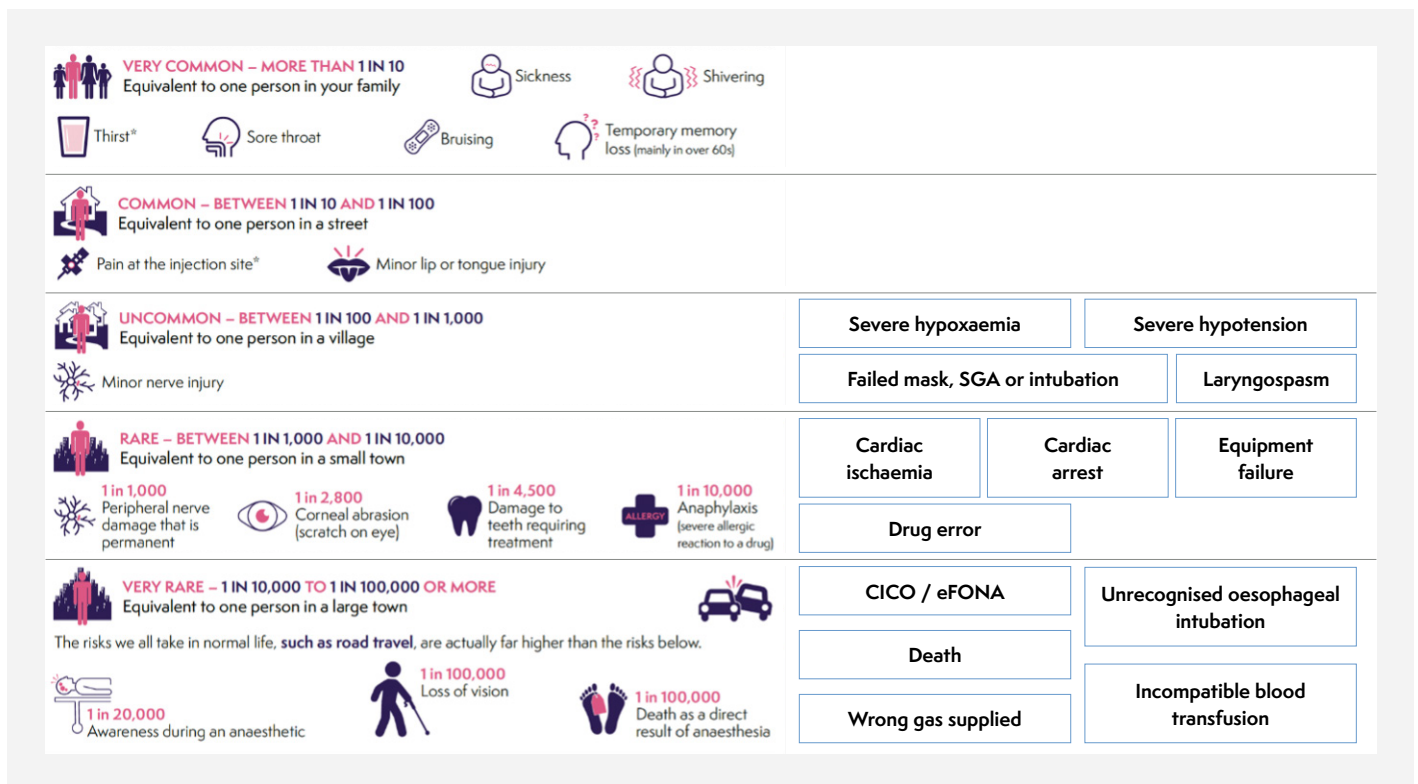 VERY COMMON – MORE THAN 1 IN 10
Equivalent to one person in your family
Sickness
Shivering
Thirst*
Sore throat
Bruising
? ? ?
Temporary memory
loss (mainly in over 60s)
COMMON – BETWEEN 1 IN 10 AND 1 IN 100
Equivalent to one person in a street
Pain at the injection site*
Minor lip or tongue injury
UNCOMMON – BETWEEN 1 IN 100 AND 1 IN 1,000
Equivalent to one person in a village
Minor nerve injury
Severe hypoxaemia
Severe hypotension
Failed mask, SGA or intubation
Laryngospasm
RARE – BETWEEN 1 IN 1,000 AND 1 IN 10,000
Equivalent to one person in a small town
1 in 1,000
Peripheral nerve
damage that is
permanent
1 in 2,800
Corneal abrasion
(scratch on eye)
1 in 4,500
Damage to
teeth requiring
treatment
ALLERGY
1 in 10,000
Anaphylaxis
(severe allergic
reaction to a drug)
Cardiac
ischaemia
Cardiac
arrest
Equipment
failure
Drug error
VERY RARE – 1 IN 10,000 TO 1 IN 100,000 OR MORE
Equivalent to one person in a large town
The risks we all take in normal life, such as road travel, are actually far higher than the risks below.
1 in 20,000
Awareness during an anaesthetic
1 in 100,000
Loss of vision
1 in 100,000
Death as a direct
result of anaesthesia
CICO / eFONA
Unrecognised oesophageal
intubation
Death
Incompatible blood
transfusion
Wrong gas supplied